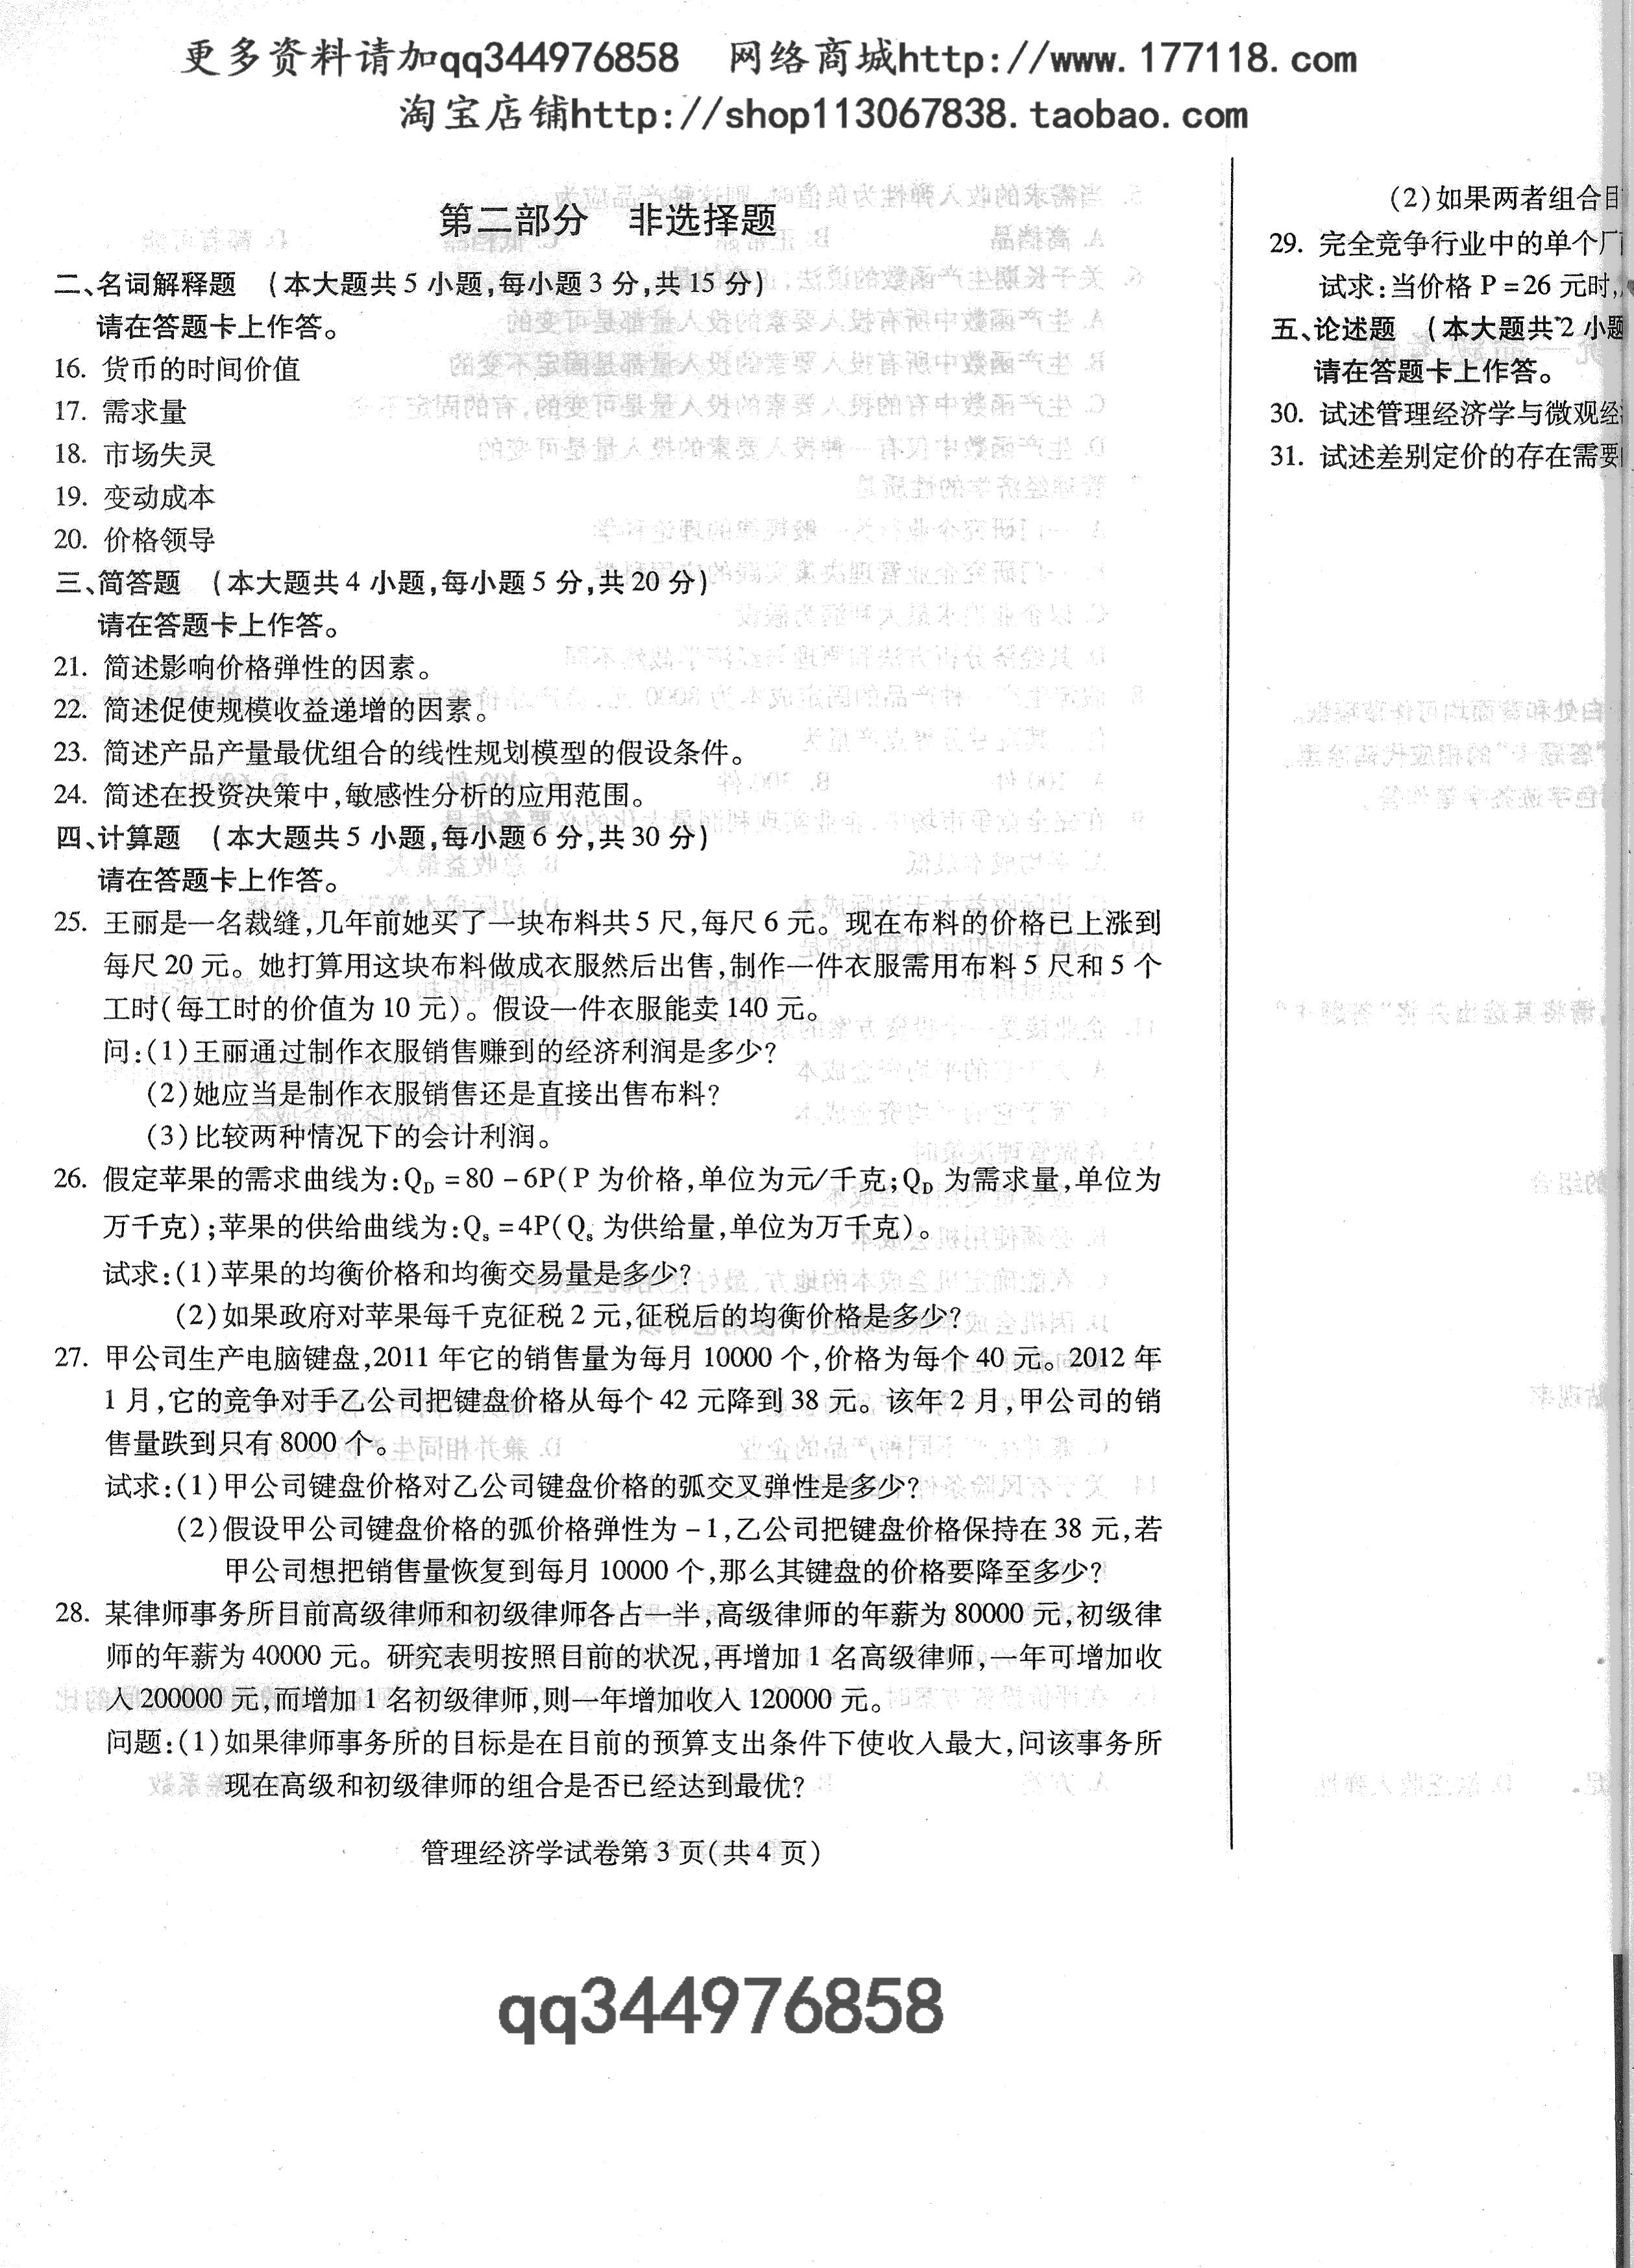 更多资料请加qq344976858 网络商城http://www.177118.com
淘宝店铺http://shop113067838.taobao.com
第二部分 非选择题
二、名词解释题 (本大题共5小题,每小题3分,共15分)
请在答题卡上作答。
16. 货币的时间价值
17. 需求量
18. 市场失灵
19. 变动成本
20. 价格领导
三、简答题 (本大题共4小题,每小题5分,共20分)
请在答题卡上作答。
21. 简述影响价格弹性的因素。
22. 简述促使规模收益递增的因素。
23. 简述产品产量最优组合的线性规划模型的假设条件。
24. 简述在投资决策中,敏感性分析的应用范围。
四、计算题 (本大题共5小题,每小题6分,共30分)
请在答题卡上作答。
25. 王丽是一名裁缝,几年前她买了一块布料共5尺,每尺6元。现在布料的价格已上涨到
每尺20元。她打算用这块布料做成衣服然后出售,制作一件衣服需用布料5尺和5个
工时(每工时的价值为10元)。假设一件衣服能卖140元。
问:(1)王丽通过制作衣服销售赚到的经济利润是多少?
(2)她应当是制作衣服销售还是直接出售布料?
(3)比较两种情况下的会计利润。
26. 假定苹果的需求曲线为:Q_D=80-6P(P为价格,单位为元/千克;Q_D为需求量,单位为
万千克);苹果的供给曲线为:Q_s=4P(Q_s为供给量,单位为万千克)。
试求:(1)苹果的均衡价格和均衡交易量是多少?
(2)如果政府对苹果每千克征税2元,征税后的均衡价格是多少?
27. 甲公司生产电脑键盘,2011年它的销售量为每月10000个,价格为每个40元。2012年
1月,它的竞争对手乙公司把键盘价格从每个42元降到38元。该年2月,甲公司的销
售量跌到只有8000个。
试求:(1)甲公司键盘价格对乙公司键盘价格的弧交叉弹性是多少?
(2)假设甲公司键盘价格的弧价格弹性为-1,乙公司把键盘价格保持在38元,若
甲公司想把销售量恢复到每月10000个,那么其键盘的价格要降至多少?
28. 某律师事务所目前高级律师和初级律师各占一半,高级律师的年薪为80000元,初级律
师的年薪为40000元。研究表明按照目前的状况,再增加1名高级律师,一年可增加收
入200000元,而增加1名初级律师,则一年增加收入120000元。
问题:(1)如果律师事务所的目标是在目前的预算支出条件下使收入最大,问该事务所
现在高级和初级律师的组合是否已经达到最优?
管理经济学试卷第3页(共4页)
(2)如果两者组合目
29. 完全竞争行业中的单个厂
试求:当价格P=26元时,
五、论述题 (本大题共2小题
请在答题卡上作答。
30. 试述管理经济学与微观经
31. 试述差别定价的存在需要
qq344976858